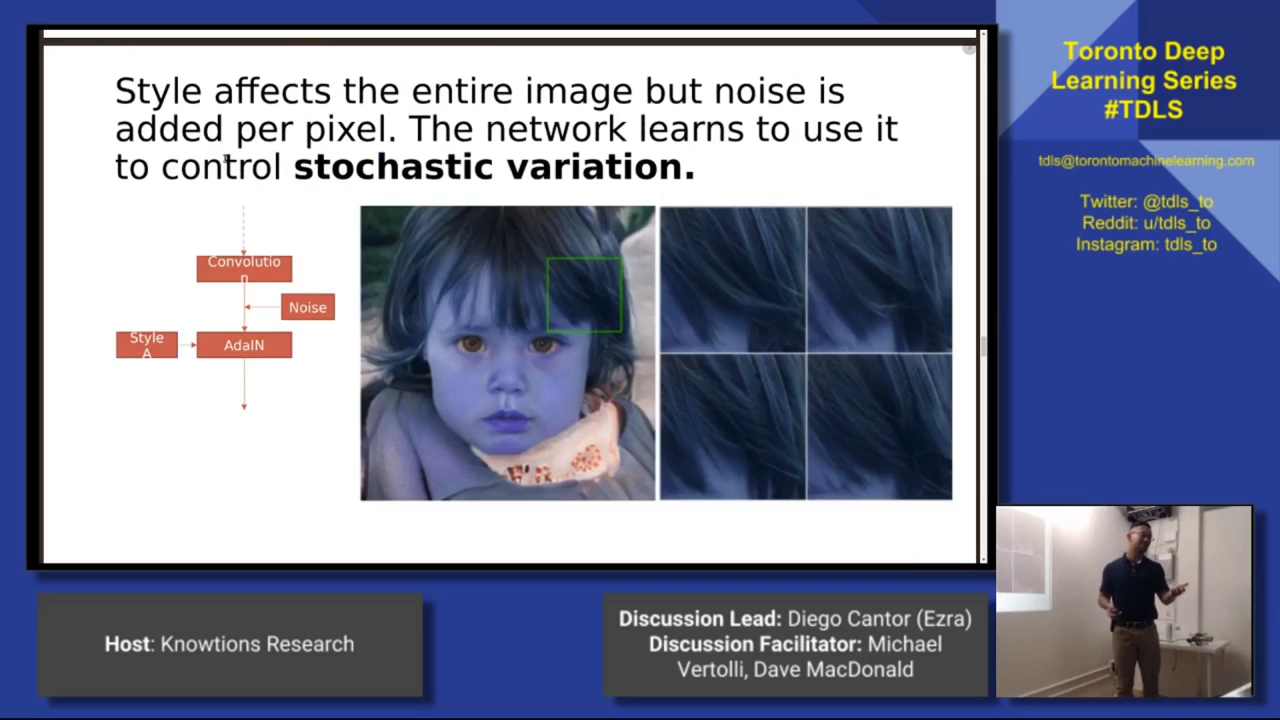 Style affects the entire image but noise is
added per pixel. The network learns to use it
to control stochastic variation.
Convolutio
n
Noise
Style
A
AdaIN
Toronto Deep
Learning Series
#TDLS
tdls@torontomachinelearning.com
Twitter: @tdls_to
Reddit: u/tdls_to
Instagram: tdls_to
Host: Knowtions Research
Discussion Lead: Diego Cantor (Ezra)
Discussion Facilitator: Michael
Vertolli, Dave MacDonald